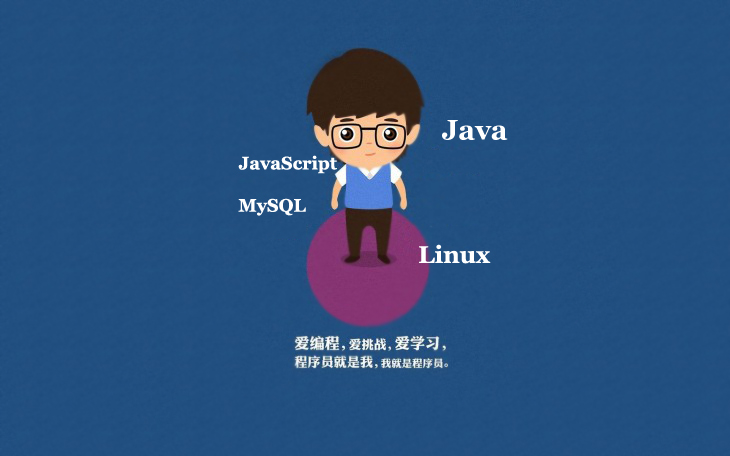 Java
JavaScript
MySQL
Linux
爱编程，爱挑战，爱学习，
程序员就是我，我就是程序员。